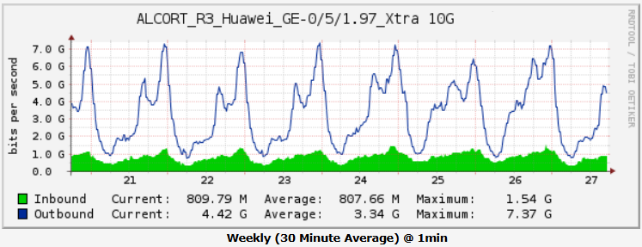 ALCORT_R3_Huawei_GE-0/5/1.97_Xtra 10G
RRDTOOL / TOBI OETIKER
bits per second
7.0 G
6.0 G
5.0 G
4.0 G
3.0 G
2.0 G
1.0 G
0.0
21 22 23 24 25 26 27
Inbound Current: 809.79 M Average: 807.66 M Maximum: 1.54 G
Outbound Current: 4.42 G Average: 3.34 G Maximum: 7.37 G
Weekly (30 Minute Average) @ 1min